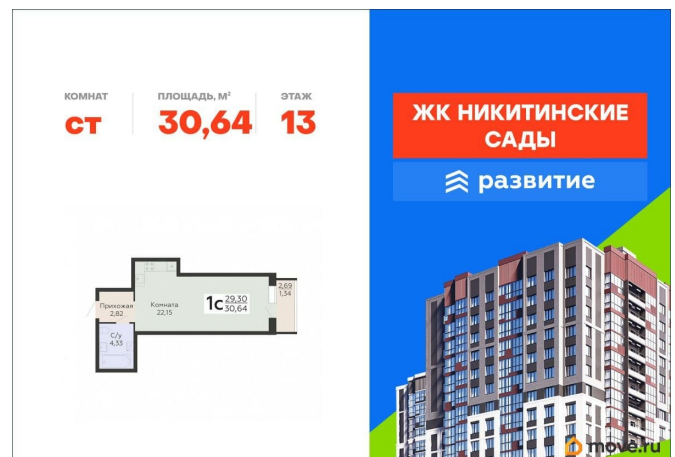 КОМНАТ
ПЛОЩАДЬ, М²
ЭТАЖ
ст
30,64
13
ЖК НИКИТИНСКИЕ
САДЫ
развитие
Прихожая
2,82
Комната
22,15
1с
29,30
30,64
2,69
1,34
С/у
4,33
move.ru